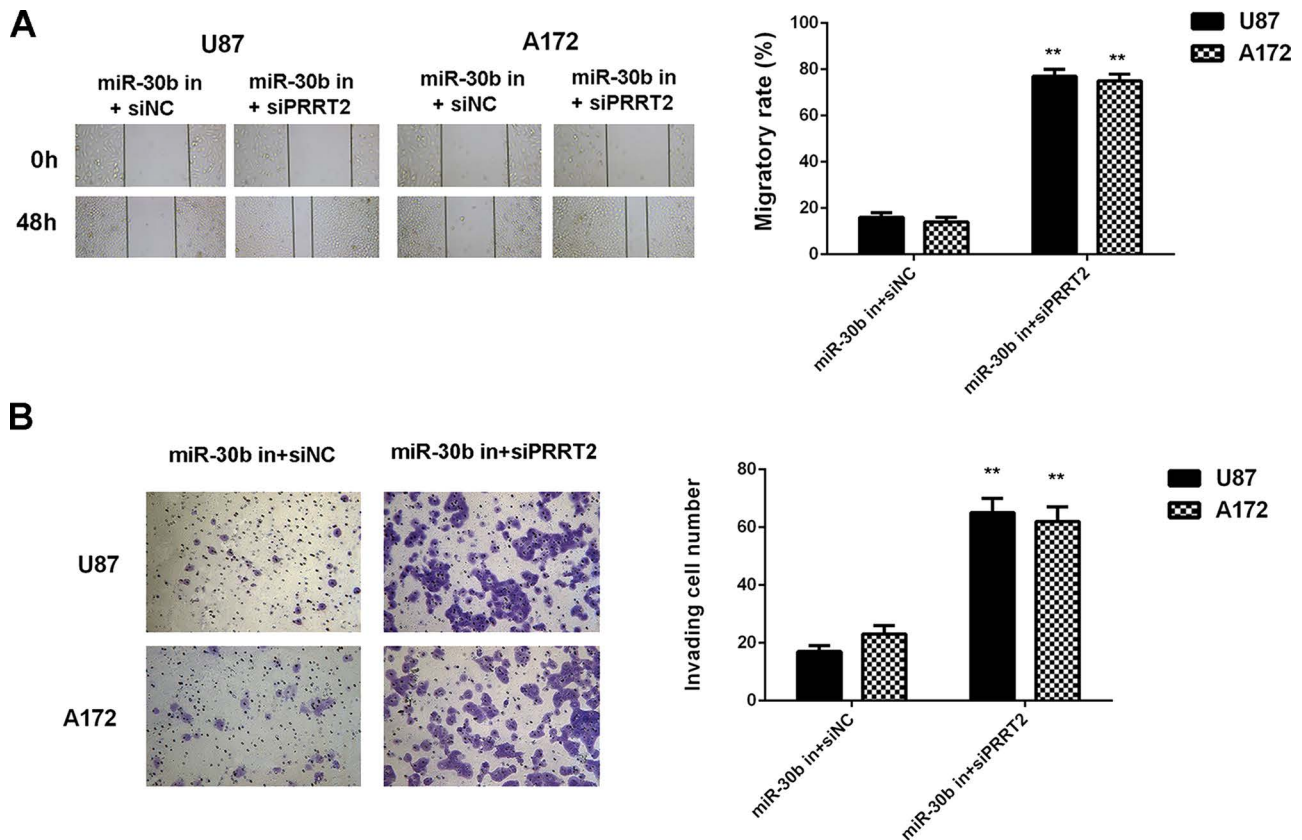 A
U87
A172
miR-30b in
+ siNC
miR-30b in
+ siPRRT2
miR-30b in
+ siNC
miR-30b in
+ siPRRT2
0h
48h
Migratory rate (%)
100
80
60
40
20
0
**
**
miR-30b in+siNC
miR-30b in+siPRRT2
U87
A172
B
miR-30b in+siNC
miR-30b in+siPRRT2
U87
A172
Invading cell number
80
60
40
20
0
**
**
miR-30b in+siNC
miR-30b in+siPRRT2
U87
A172